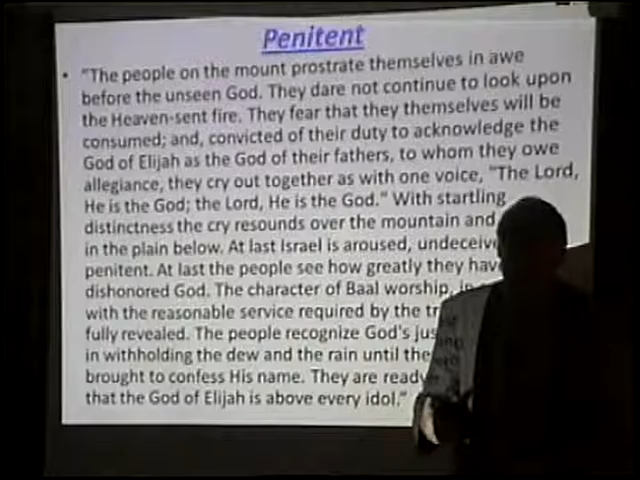 Penitent
• "The people on the mount prostrate themselves in awe
before the unseen God. They dare not continue to look upon
the Heaven-sent fire. They fear that they themselves will be
consumed; and, convicted of their duty to acknowledge the
God of Elijah as the God of their fathers, to whom they owe
allegiance, they cry out together as with one voice, "The Lord,
He is the God; the Lord, He is the God." With startling
distinctness the cry resounds over the mountain and
in the plain below. At last Israel is aroused,
penitent. At last the people see how greatly they
dishonored God. The character of Baal worship,
with the reasonable service required by the
fully revealed. The people recognize God's
in withholding the dew and the rain until
brought to confess His name. They are
that the God of Elijah is above every idol."